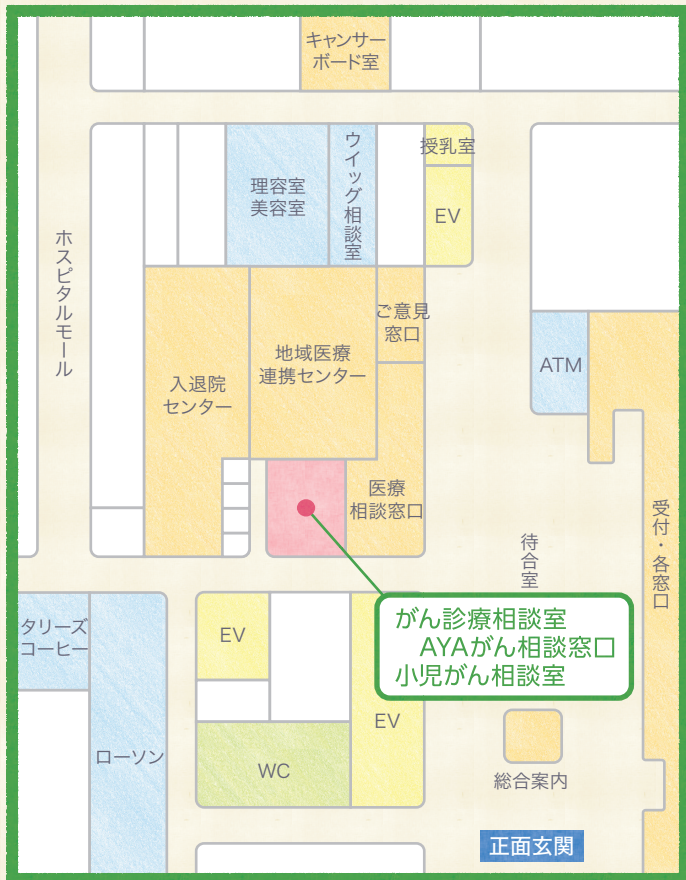 キャンサー
ボード室
授乳室
ウイッグ相談室
理容室
美容室
EV
ホスピタルモール
ご意見
窓口
地域医療
連携センター
ATM
入退院
センター
医療
相談窓口
受付・各窓口
待合室
がん診療相談室
AYAがん相談窓口
小児がん相談室
タリーズ
コーヒー
EV
EV
ローソン
WC
総合案内
正面玄関